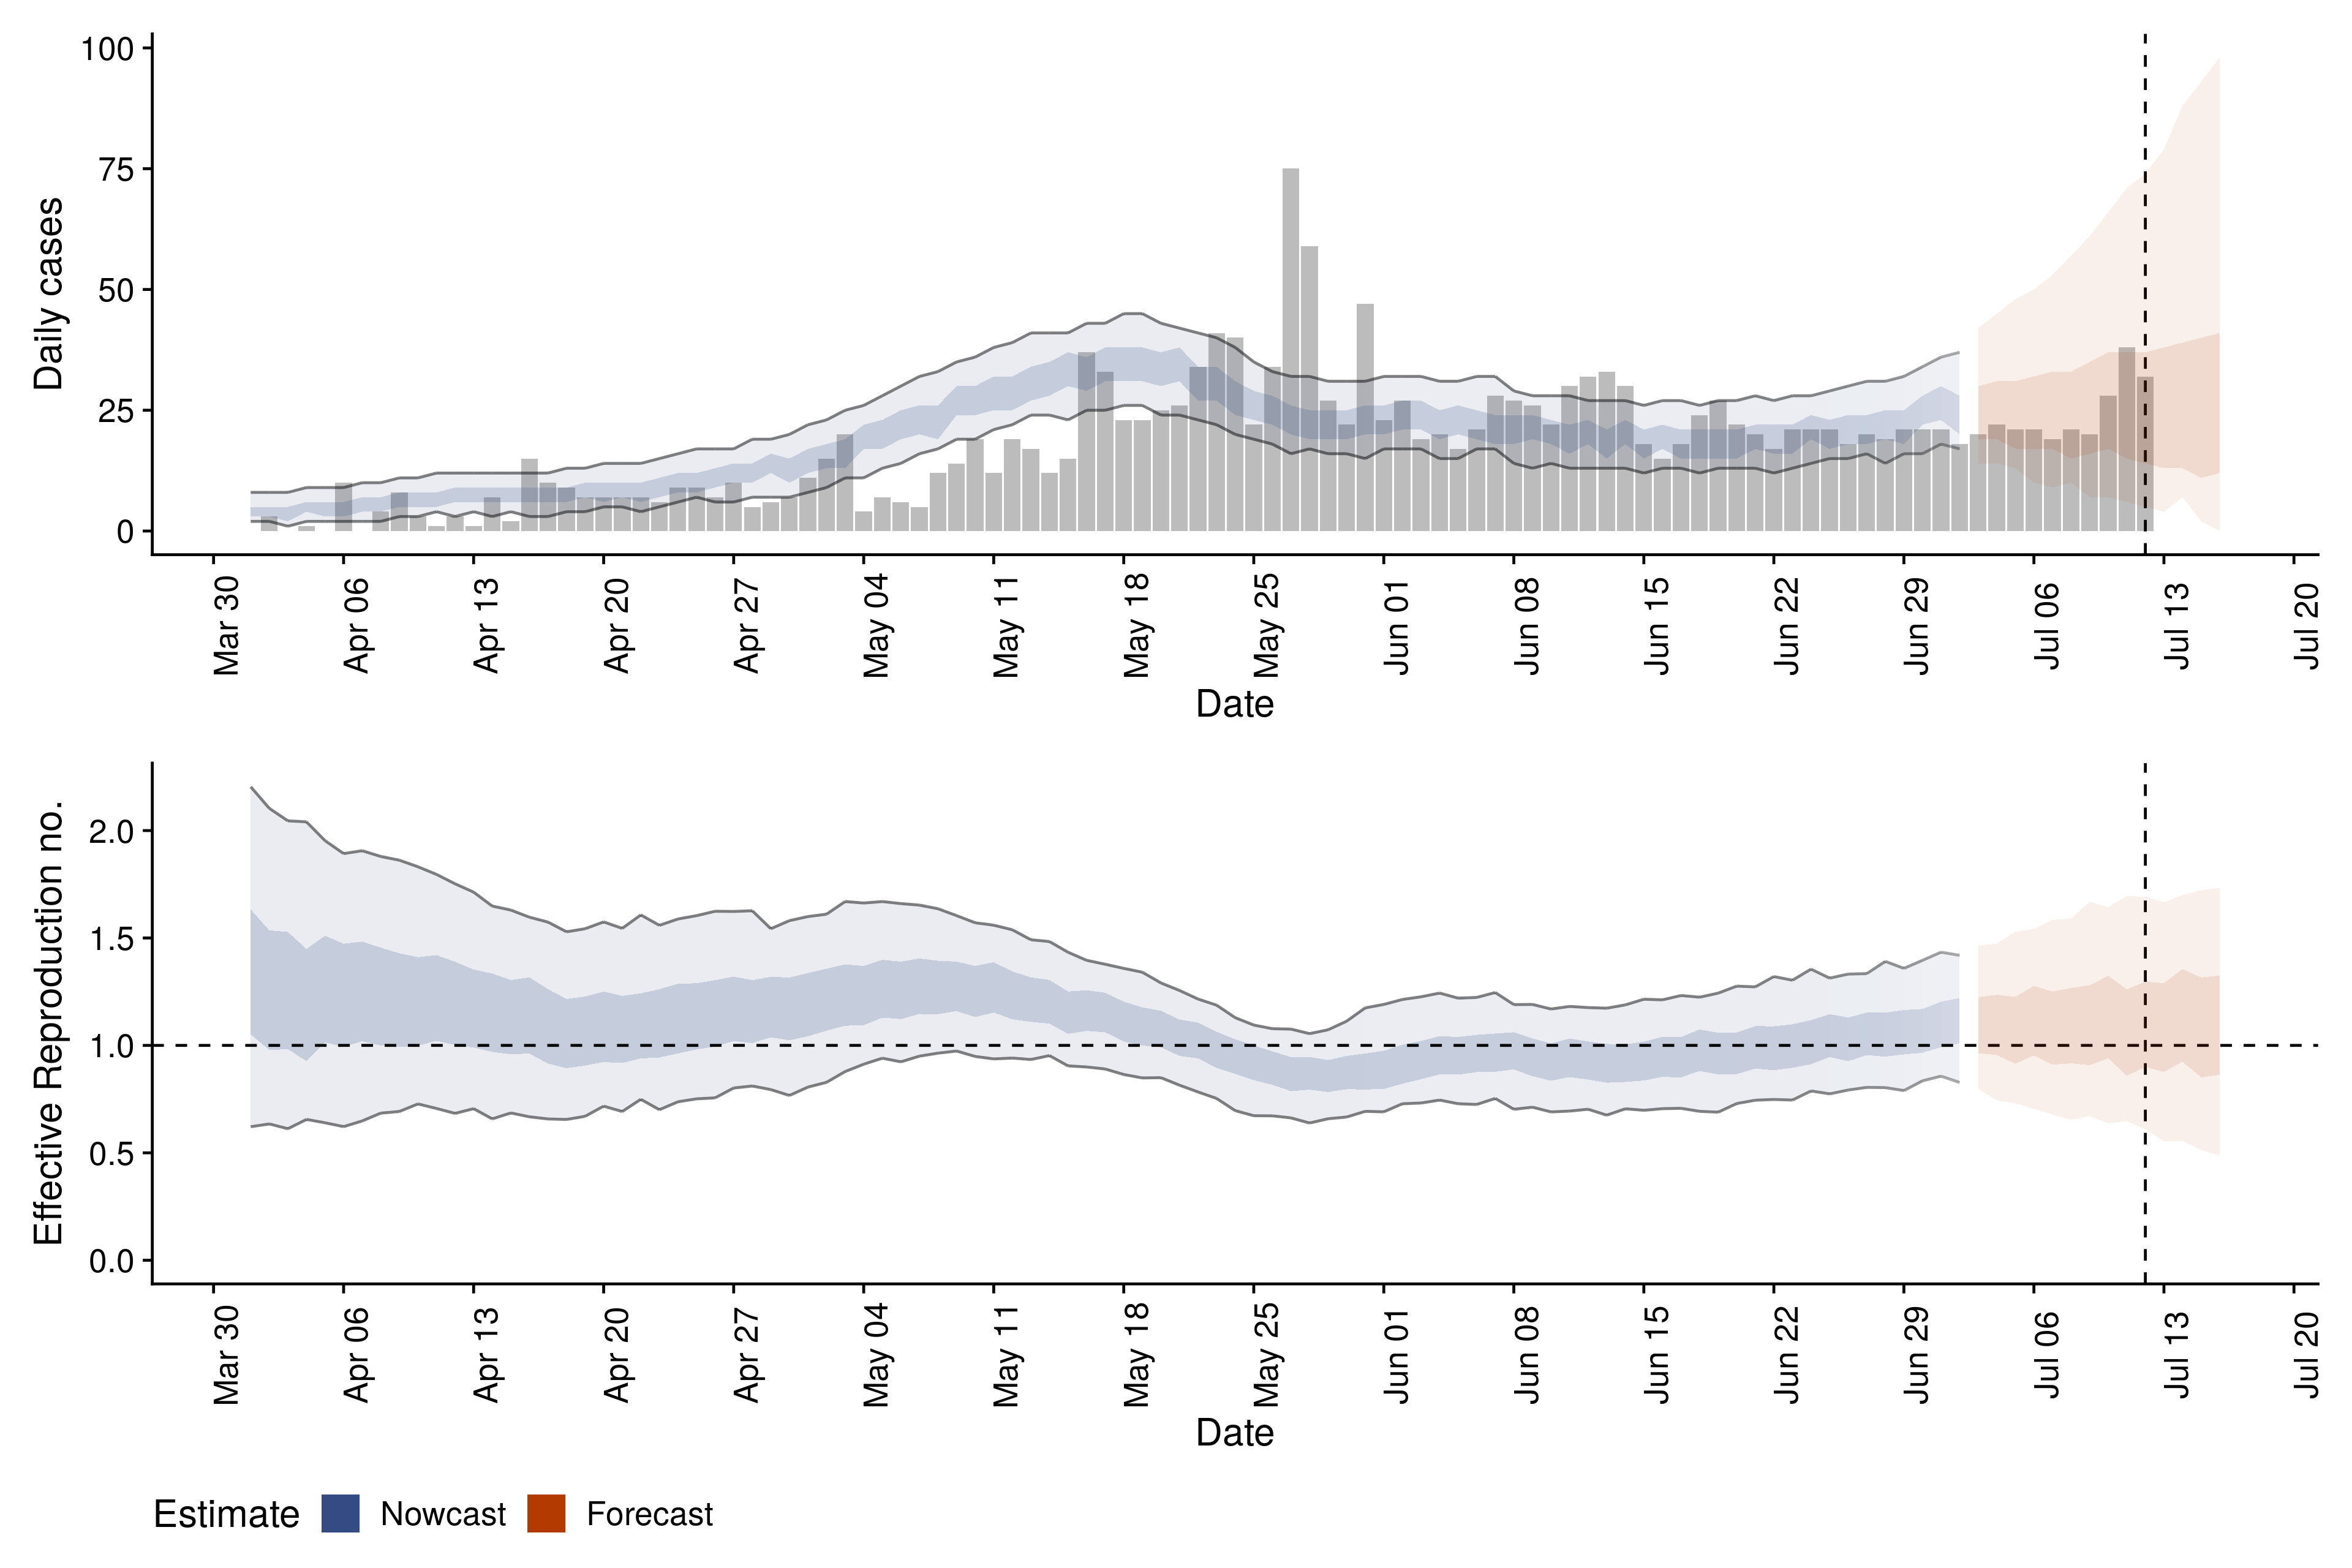 Daily cases
100
75
50
25
0
Mar 30
Apr 06
Apr 13
Apr 20
Apr 27
May 04
May 11
May 18
May 25
Jun 01
Jun 08
Jun 15
Jun 22
Jun 29
Jul 06
Jul 13
Jul 20
Date
Effective Reproduction no.
2.0
1.5
1.0
0.5
0.0
Mar 30
Apr 06
Apr 13
Apr 20
Apr 27
May 04
May 11
May 18
May 25
Jun 01
Jun 08
Jun 15
Jun 22
Jun 29
Jul 06
Jul 13
Jul 20
Date
Estimate Nowcast Forecast